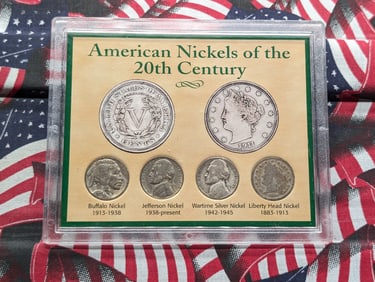 American Nickels of the
20th Century
Buffalo Nickel
1913-1938
Jefferson Nickel
1938-present
Wartime Silver Nickel
1942-1945
Liberty Head Nickel
1883-1913